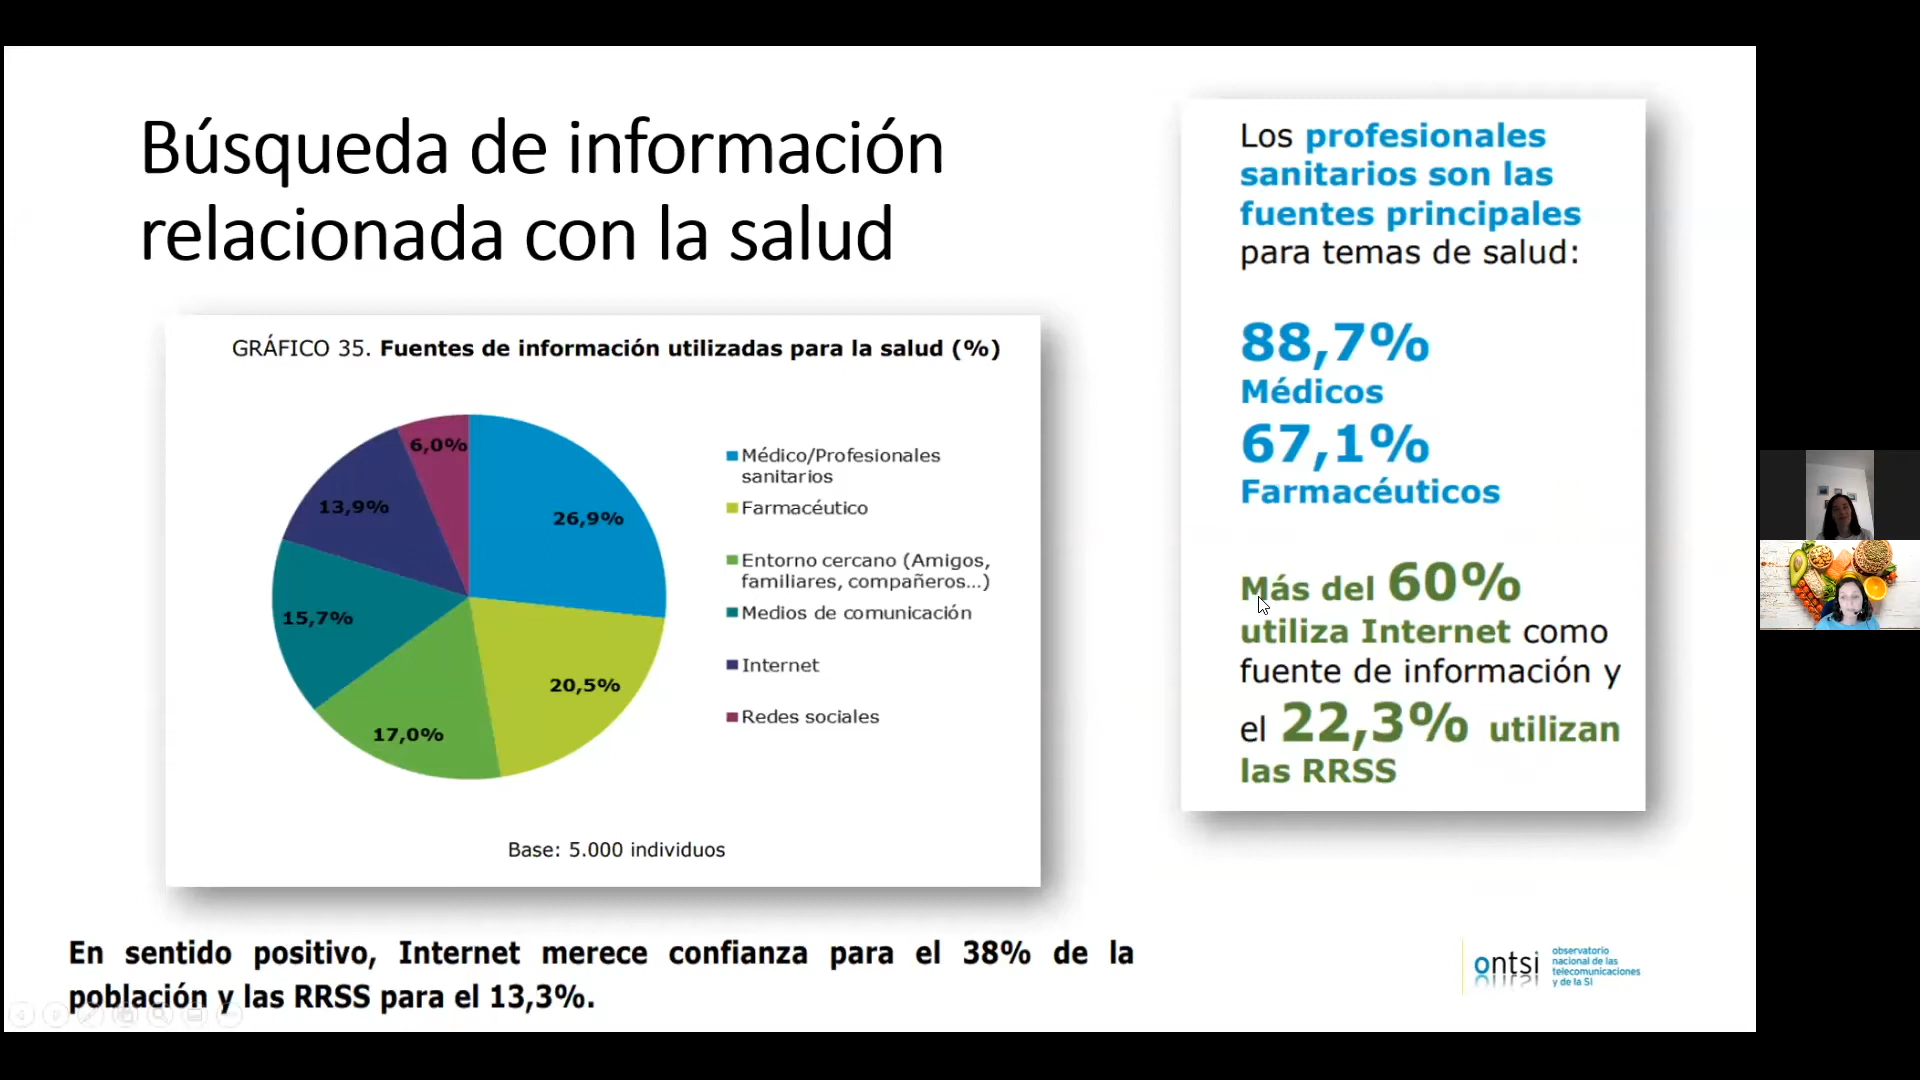 Búsqueda de información
relacionada con la salud
GRÁFICO 35. Fuentes de información utilizadas para la salud (%)
6,0%
26,9%
13,9%
15,7%
20,5%
17,0%
Médico/Profesionales
sanitarios
Farmacéutico
Entorno cercano (Amigos,
familiares, compañeros...)
Medios de comunicación
Internet
Redes sociales
Base: 5.000 individuos
Los profesionales
sanitarios son las
fuentes principales
para temas de salud:
88,7%
Médicos
67,1%
Farmacéuticos
Más del 60%
utiliza Internet como
fuente de información y
el 22,3% utilizan
las RRSS
En sentido positivo, Internet merece confianza para el 38% de la
población y las RRSS para el 13,3%.
ontsi
observatorio
nacional de las
telecomunicaciones
y de la SI